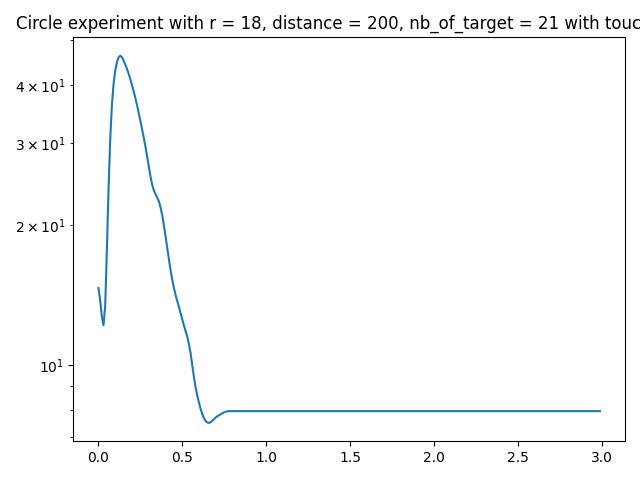 Circle experiment with r = 18, distance = 200, nb_of_target = 21 with touc
4 × 10¹
3 × 10¹
2 × 10¹
10¹
0.0 0.5 1.0 1.5 2.0 2.5 3.0